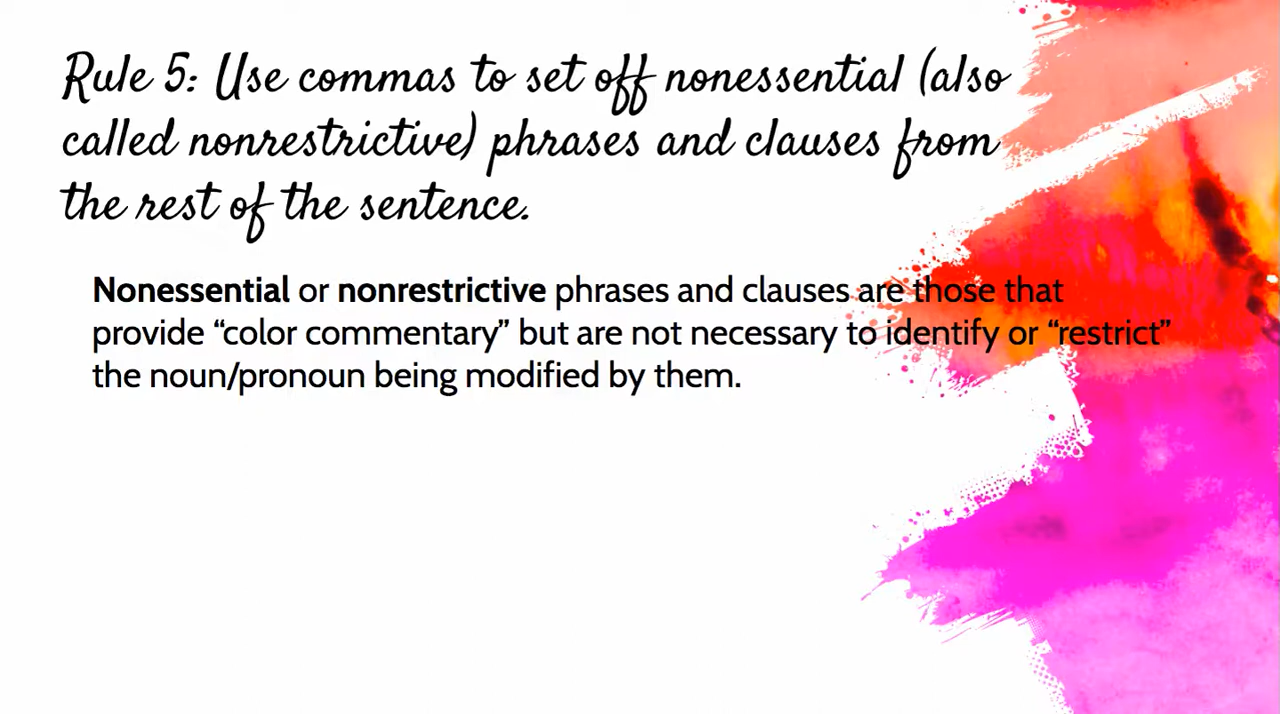 Rule 5: Use commas to set off nonessential (also
called nonrestrictive) phrases and clauses from
the rest of the sentence.
Nonessential or nonrestrictive phrases and clauses are those that
provide “color commentary” but are not necessary to identify or “restrict”
the noun/pronoun being modified by them.